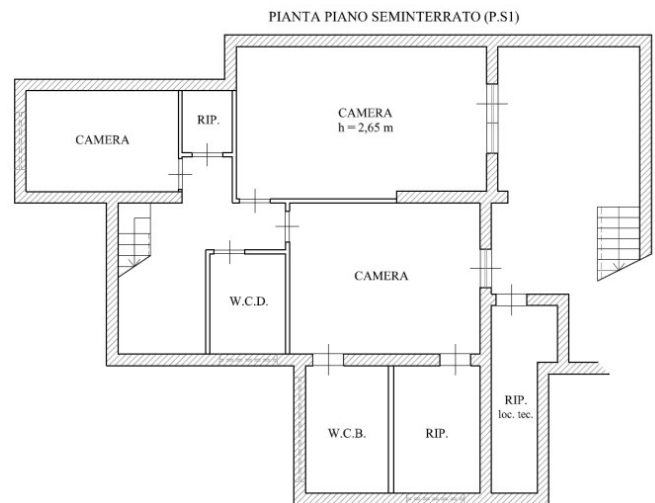 PIANTA PIANO SEMINTERRATO (P.S1)
CAMERA
RIP.
CAMERA
h = 2,65 m
CAMERA
W.C.D.
W.C.B.
RIP.
RIP.
loc. tec.